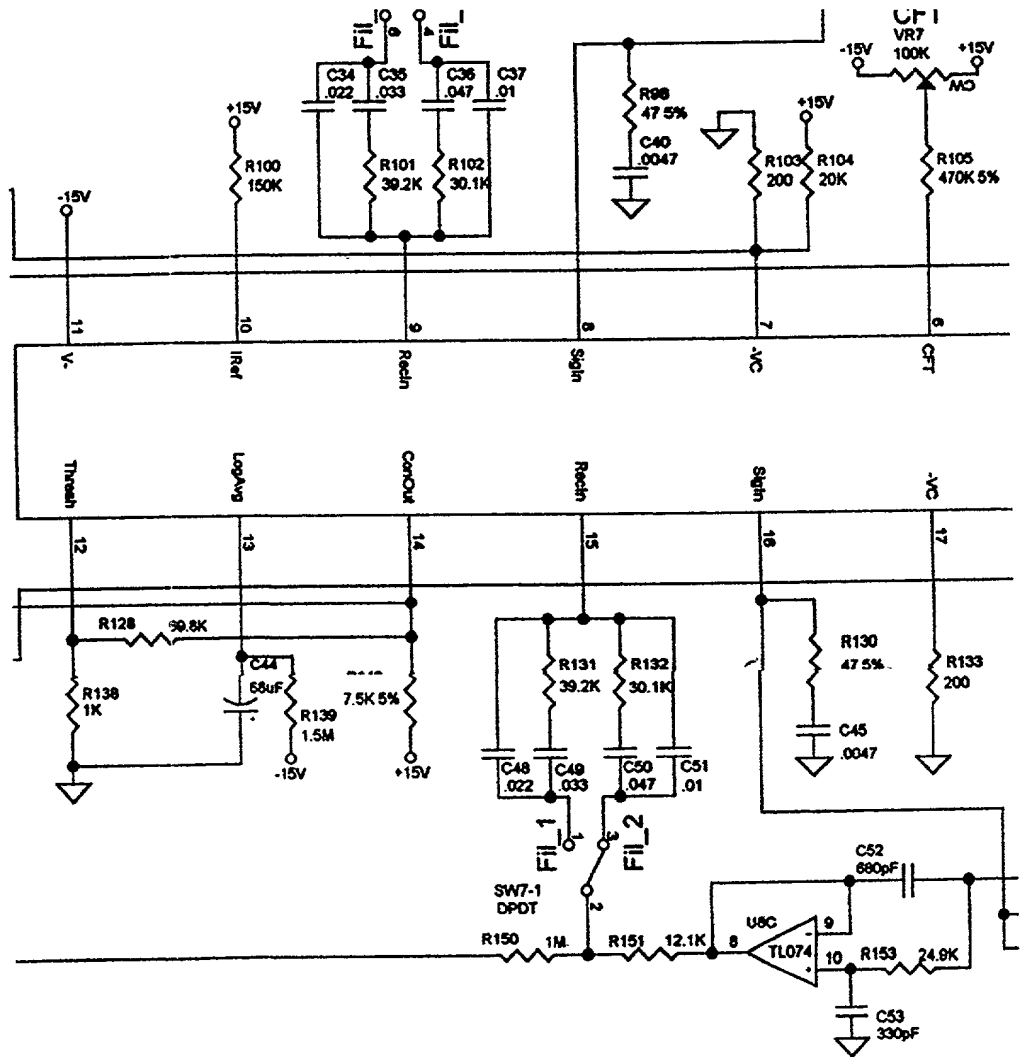 CFT
VR7
100K
-15V
+15V
CW
Fil_
6
4
Fil_
C34
.022
C35
.033
C36
.047
C37
.01
+15V
R100
150K
R101
39.2K
R102
30.1K
R98
47 5%
C40
.0047
+15V
R103
200
R104
20K
R105
470K 5%
-15V
11
10
9
8
7
6
V-
IRef
RecIn
SigIn
-VC
CFT
Thresh
LogAvg
ConOut
RecIn
SigIn
-VC
12
13
14
15
16
17
R128
69.8K
R138
1K
C44
68uF
R139
1.5M
-15V
7.5K 5%
+15V
R131
39.2K
R132
30.1K
C48
.022
C49
.033
C50
.047
C51
.01
R130
47 5%
C45
.0047
R133
200
Fil_1
1
3
Fil_2
SW7-1
DPDT
2
R150
1M
R151
12.1K
8
U6C
TL074
9
-
10
+
C52
680pF
R153
24.9K
C53
330pF